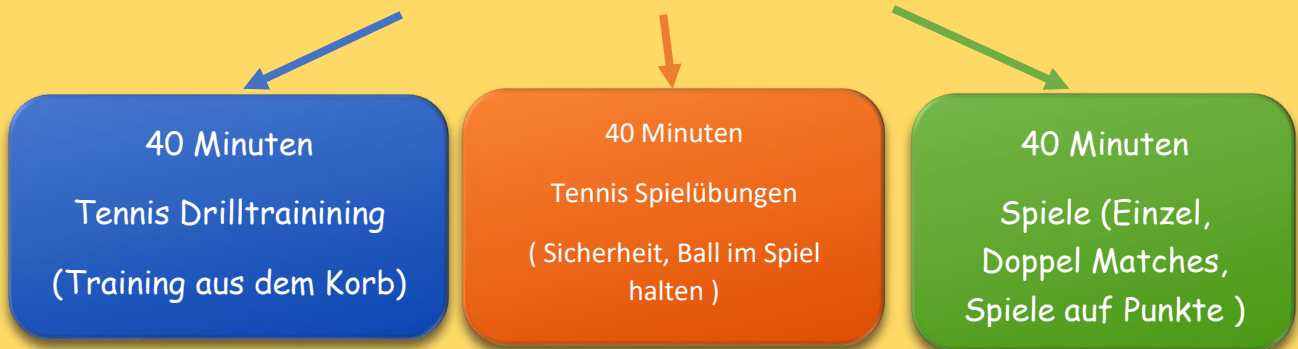 40 Minuten
Tennis Drilltrainining
(Training aus dem Korb)
40 Minuten
Tennis Spielübungen
( Sicherheit, Ball im Spiel
halten )
40 Minuten
Spiele (Einzel,
Doppel Matches,
Spiele auf Punkte )